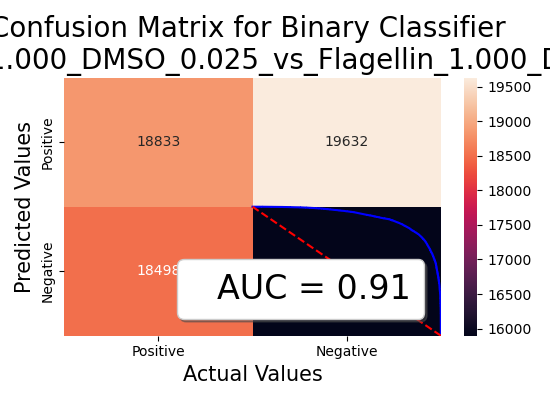 Confusion Matrix for Binary Classifier
1.000_DMSO_0.025_vs_Flagellin_1.000_D
Predicted Values
Positive
Negative
18833
19632
18498
AUC = 0.91
Positive
Negative
Actual Values
19500
19000
18500
18000
17500
17000
16500
16000